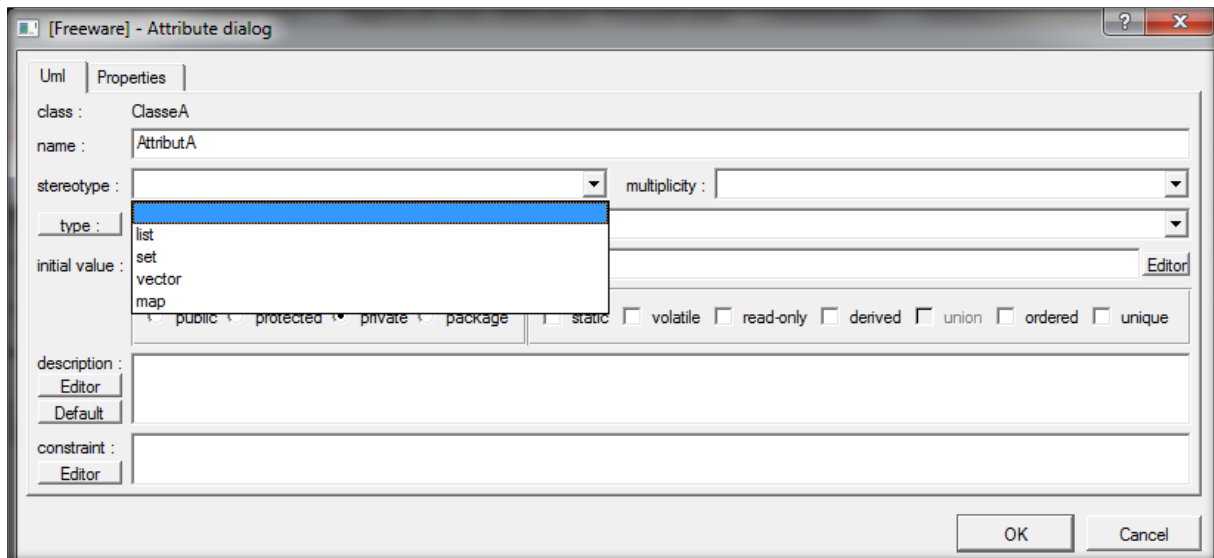 [Freeware] - Attribute dialog
Uml Properties
class : ClasseA
name : AttributA
stereotype : multiplicity :
type :
list
set
initial value : Editor
vector
map
public protected private package static volatile read-only derived union ordered unique
description :
Editor
Default
constraint :
Editor
OK Cancel